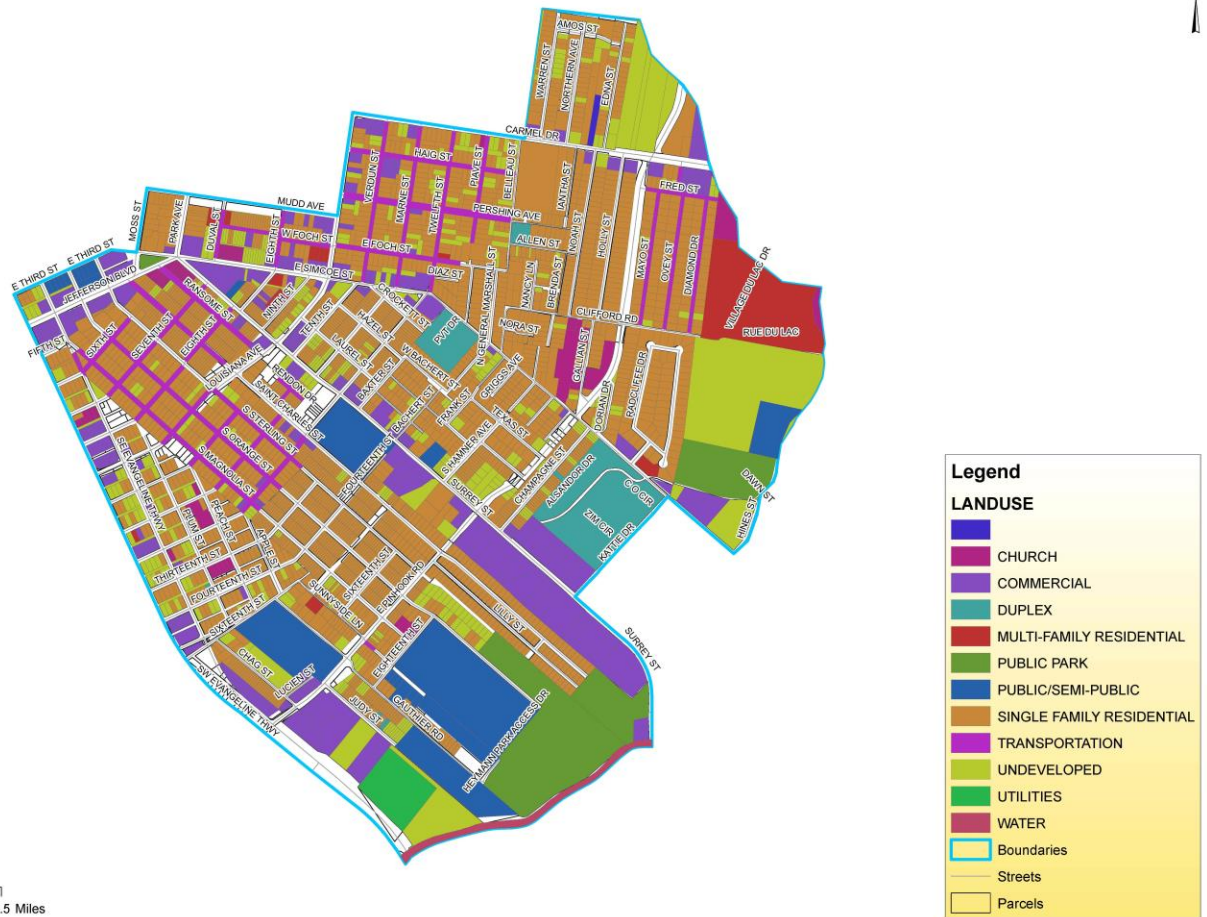 AMOS ST
WARREN ST
NORTHERN AVE
EDNA ST
CARMEL DR
HAIG ST
VERDUN ST
MARNE ST
TWELFTH ST
PIAVE ST
BELLEAU ST
IANTHA ST
FRED ST
MUDD AVE
PERSHING AVE
MOSS ST
PARK AVE
DUVAL ST
EIGHTH ST
W FOCH ST
E FOCH ST
ALLEN ST
NOAH ST
HOLLY ST
MAYO ST
OVEY ST
DIAMOND DR
VILLAGE DU LAC DR
E THIRD ST
E THIRD ST
JEFFERSON BLVD
E SIMCOE ST
DIAZ ST
N GENERAL MARSHALL ST
NANCY LN
BRENDA ST
CLIFFORD RD
RUE DU LAC
RANSOME ST
NINTH ST
TENTH ST
CROCKETT ST
HAZEL ST
PVT DR
NORA ST
FIFTH ST
SIXTH ST
SEVENTH ST
EIGHTH ST
LOUISIANA AVE
LAUREL ST
W BACHERT ST
GRIGGS AVE
GALLIAN ST
DORIAN DR
RADCLIFFE DR
RENDON DR
SAINT CHARLES ST
BAXTER ST
BACHERT ST
FRANK ST
TEXAS ST
S STERLING ST
S ORANGE ST
S MAGNOLIA ST
FOURTEENTH ST
S HAMNER AVE
SURREY ST
CHAMPAGNE ST
ALSANDOR DR
C O CIR
ZIM CIR
KATTIE DR
DAWN ST
HINES ST
SE EVANGELINE THWY
PLUM ST
PEACH ST
APPLE ST
THIRTEENTH ST
FOURTEENTH ST
SIXTEENTH ST
SUNNYSIDE LN
SIXTEENTH ST
E PINHOOK RD
LILLY ST
SURREY ST
CHAG ST
LUCIEN ST
EIGHTEENTH ST
SW EVANGELINE THWY
JUDY ST
GAUTHIER RD
HEYMANN PARK ACCESS DR
Legend
LANDUSE
CHURCH
COMMERCIAL
DUPLEX
MULTI-FAMILY RESIDENTIAL
PUBLIC PARK
PUBLIC/SEMI-PUBLIC
SINGLE FAMILY RESIDENTIAL
TRANSPORTATION
UNDEVELOPED
UTILITIES
WATER
Boundaries
Streets
Parcels
.5 Miles